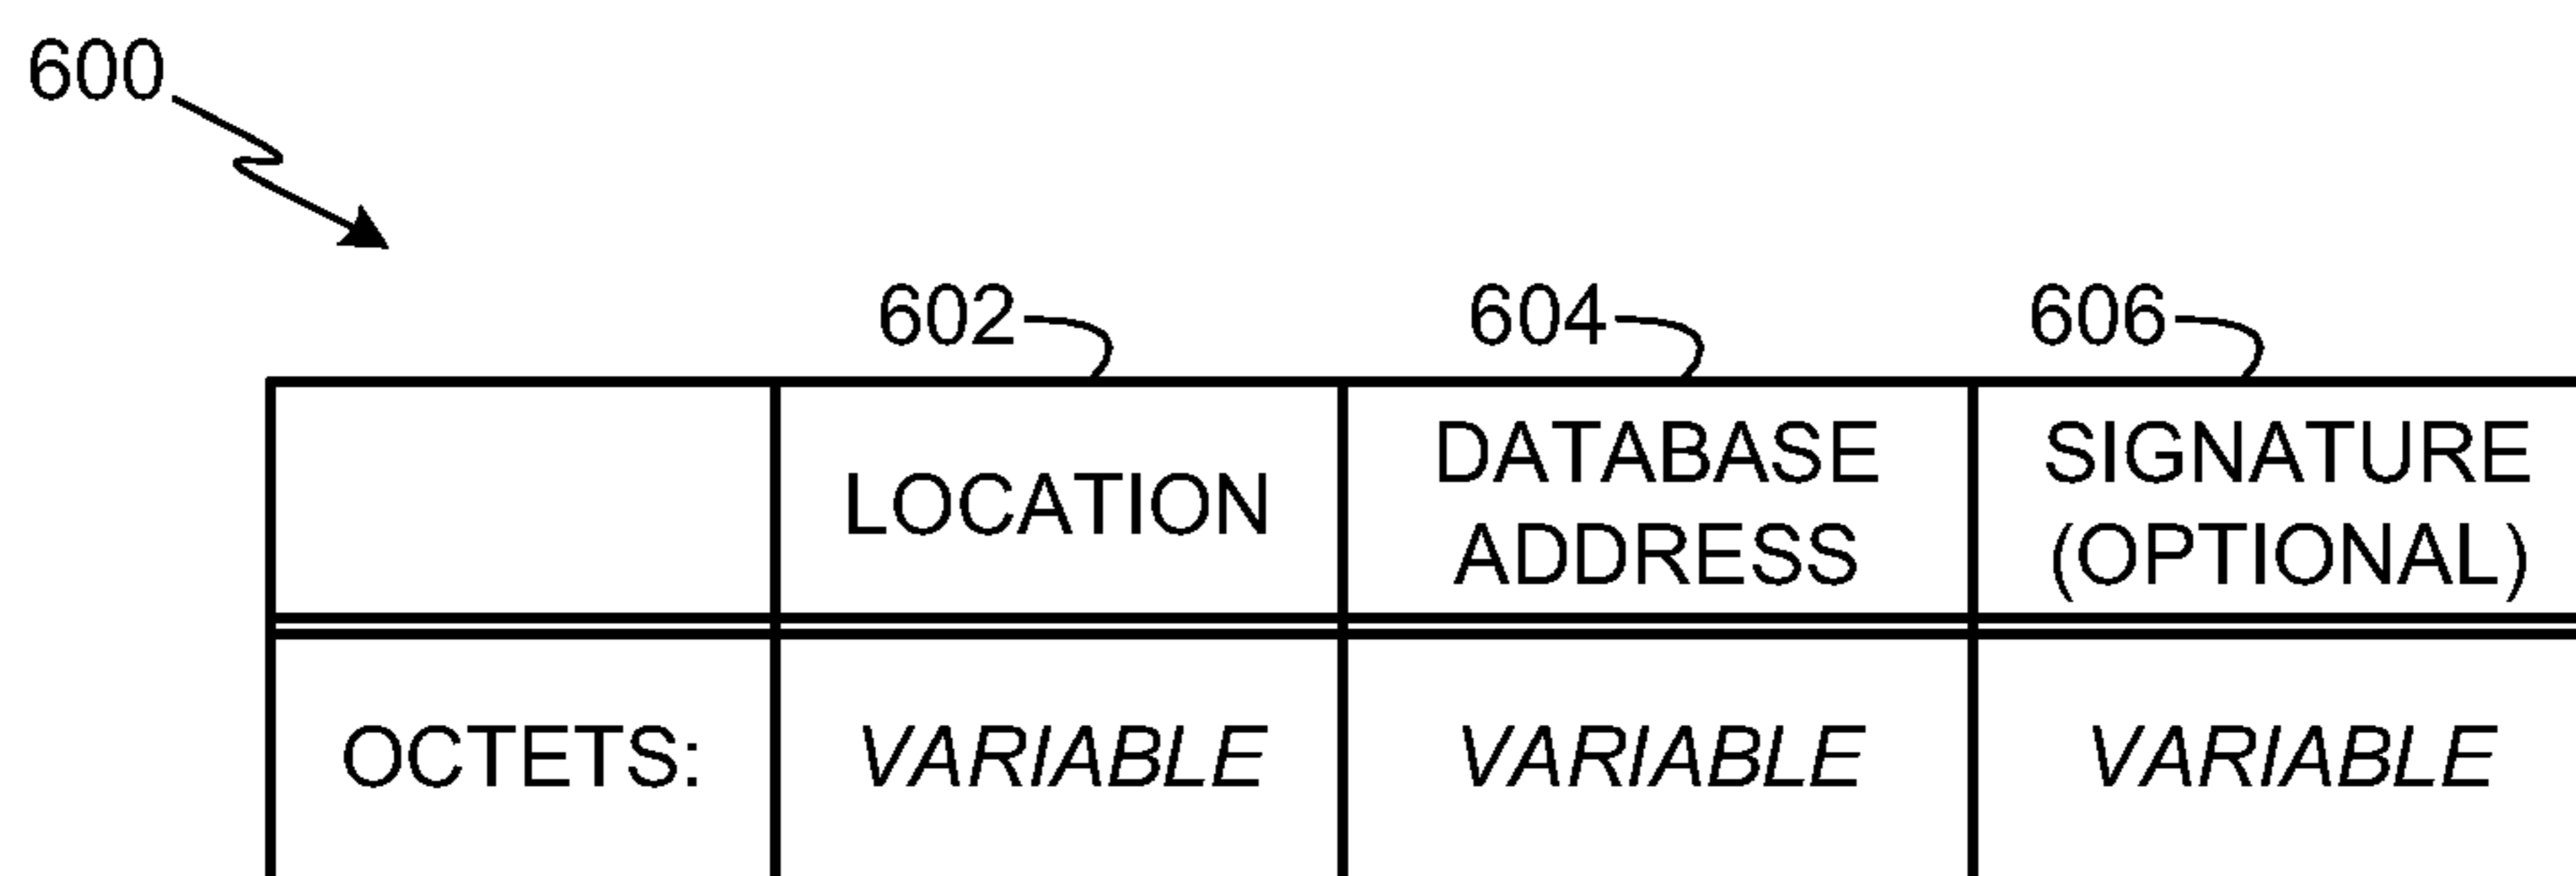 600
602 604 606
LOCATION
DATABASE
ADDRESS
SIGNATURE
(OPTIONAL)
OCTETS: VARIABLE VARIABLE VARIABLE